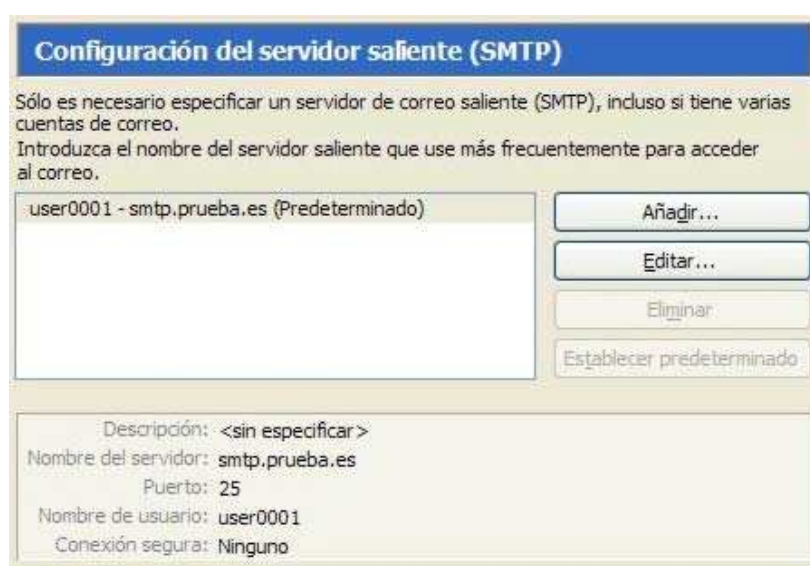 Configuración del servidor saliente (SMTP)
Sólo es necesario especificar un servidor de correo saliente (SMTP), incluso si tiene varias
cuentas de correo.
Introduzca el nombre del servidor saliente que use más frecuentemente para acceder
al correo.
user0001 - smtp.prueba.es (Predeterminado)
Añadir...
Editar...
Eliminar
Establecer predeterminado
Descripción: <sin especificar>
Nombre del servidor: smtp.prueba.es
Puerto: 25
Nombre de usuario: user0001
Conexión segura: Ninguno